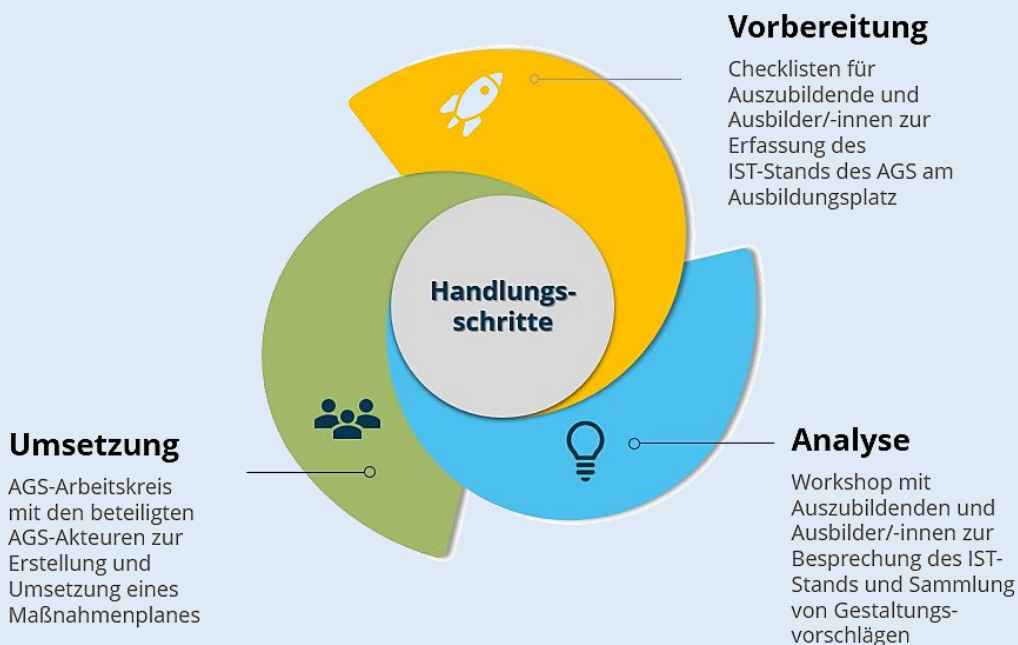 Vorbereitung
Checklisten für
Auszubildende und
Ausbilder/-innen zur
Erfassung des
IST-Stands des AGS am
Ausbildungsplatz
Handlungs-
schritte
Analyse
Workshop mit
Auszubildenden und
Ausbilder/-innen zur
Besprechung des IST-
Stands und Sammlung
von Gestaltungs-
vorschlägen
Umsetzung
AGS-Arbeitskreis
mit den beteiligten
AGS-Akteuren zur
Erstellung und
Umsetzung eines
Maßnahmenplanes